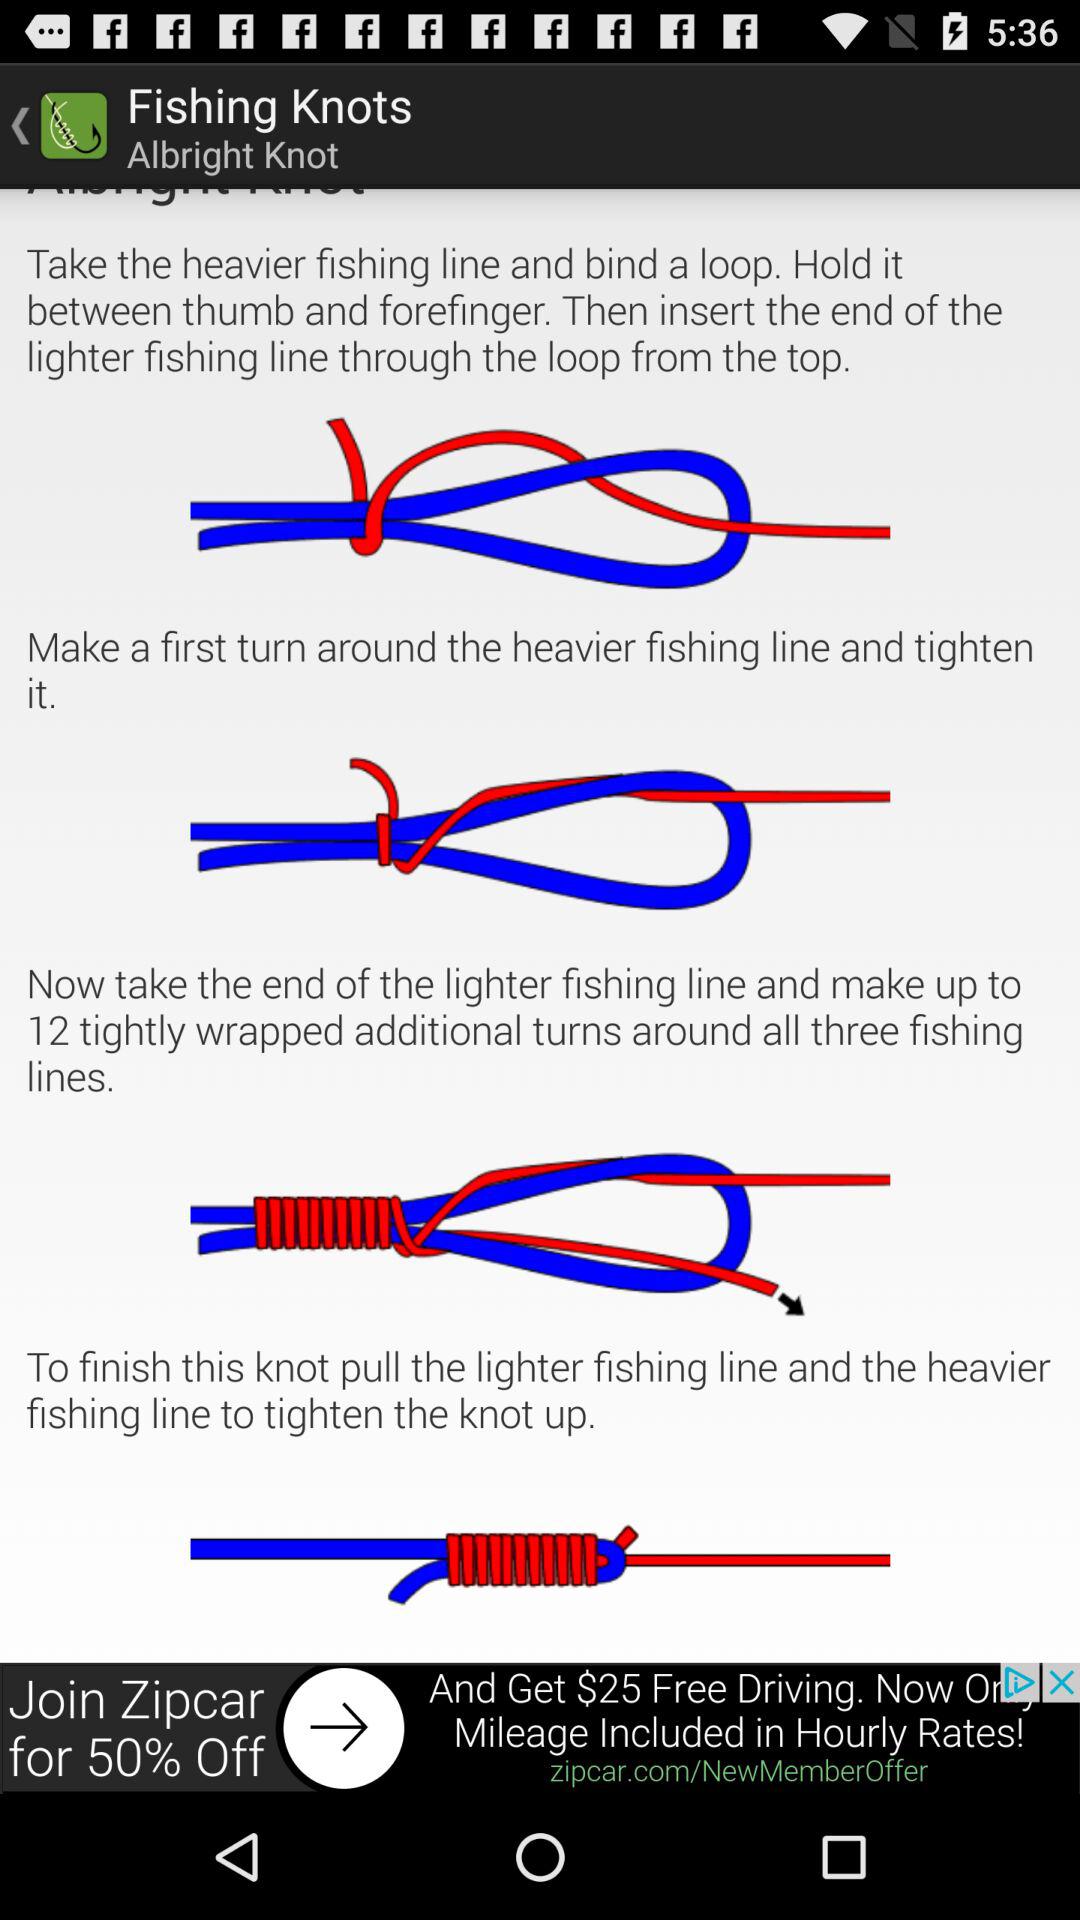 5:36
Fishing Knots
Albright Knot
Albright Knot
Take the heavier fishing line and bind a loop. Hold it
between thumb and forefinger. Then insert the end of the
lighter fishing line through the loop from the top.
Make a first turn around the heavier fishing line and tighten
it.
Now take the end of the lighter fishing line and make up to
12 tightly wrapped additional turns around all three fishing
lines.
To finish this knot pull the lighter fishing line and the heavier
fishing line to tighten the knot up.
Join Zipcar
for 50% Off
And Get $25 Free Driving. Now Only
Mileage Included in Hourly Rates!
zipcar.com/NewMemberOffer